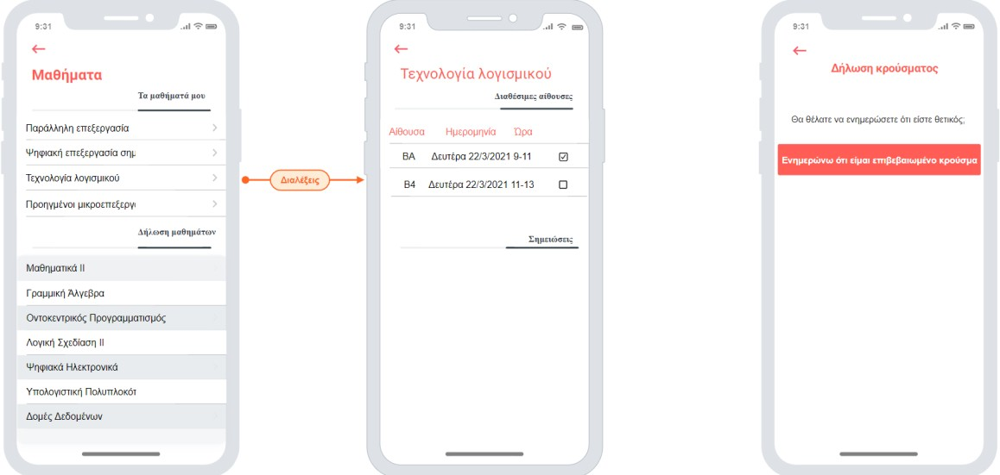 9:31
Μαθήματα
Τα μαθήματά μου
Παράλληλη επεξεργασία
Ψηφιακή επεξεργασία σημ
Τεχνολογία λογισμικού
Προηγμένοι μικροεπεξεργ
Δήλωση μαθημάτων
Μαθηματικά ΙΙ
Γραμμική Άλγεβρα
Οντοκεντρικός Προγραμματισμός
Λογική Σχεδίαση ΙΙ
Ψηφιακά Ηλεκτρονικά
Υπολογιστική Πολυπλοκότ
Δομές Δεδομένων
Διαλέξεις
9:31
Τεχνολογία λογισμικού
Διαθέσιμες αίθουσες
Αίθουσα Ημερομηνία Ώρα
ΒΑ Δευτέρα 22/3/2021 9-11
Β4 Δευτέρα 22/3/2021 11-13
Σημειώσεις
9:31
Δήλωση κρούσματος
Θα θέλατε να ενημερώσετε ότι είστε θετικός;
Ενημερώνω ότι είμαι επιβεβαιωμένο κρούσμα